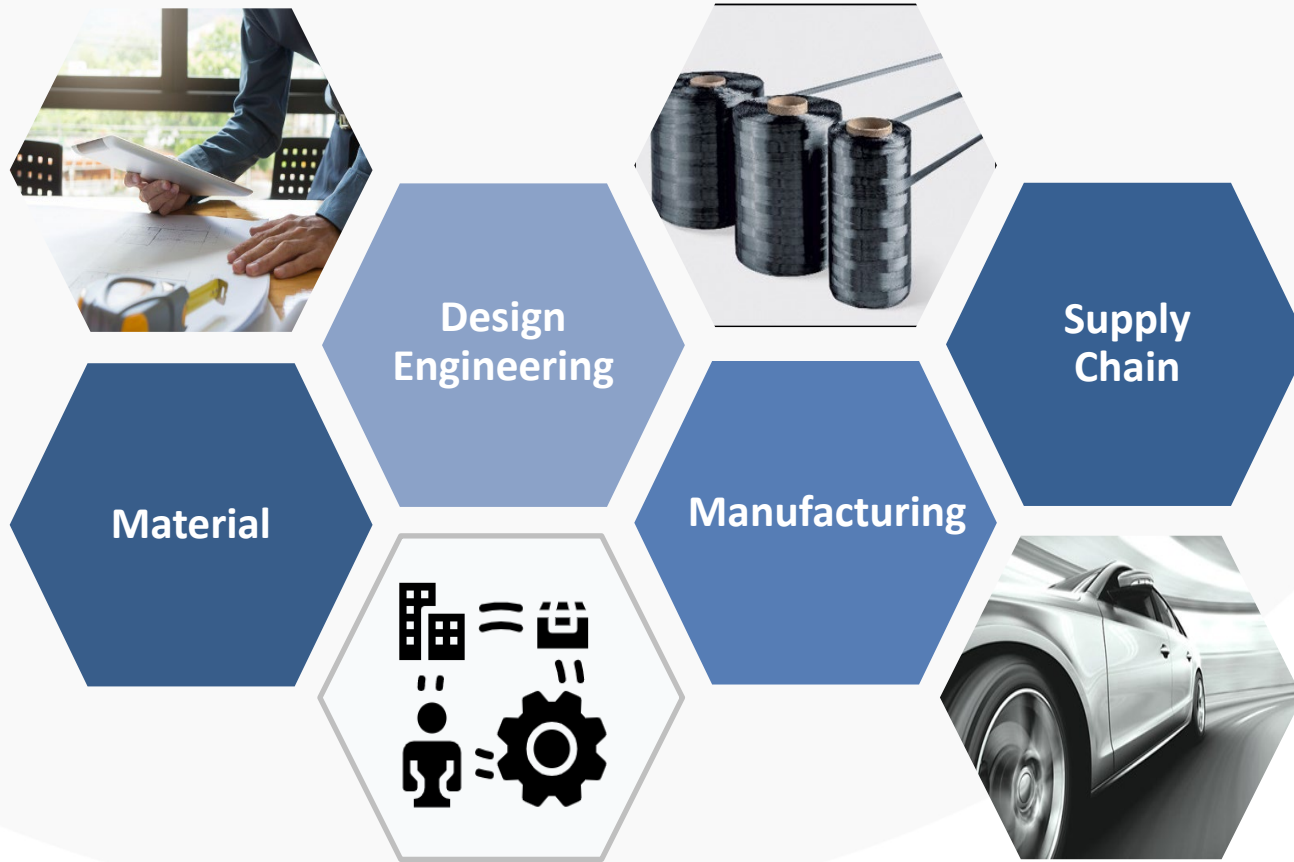 Design
Engineering
Supply
Chain
Material
Manufacturing